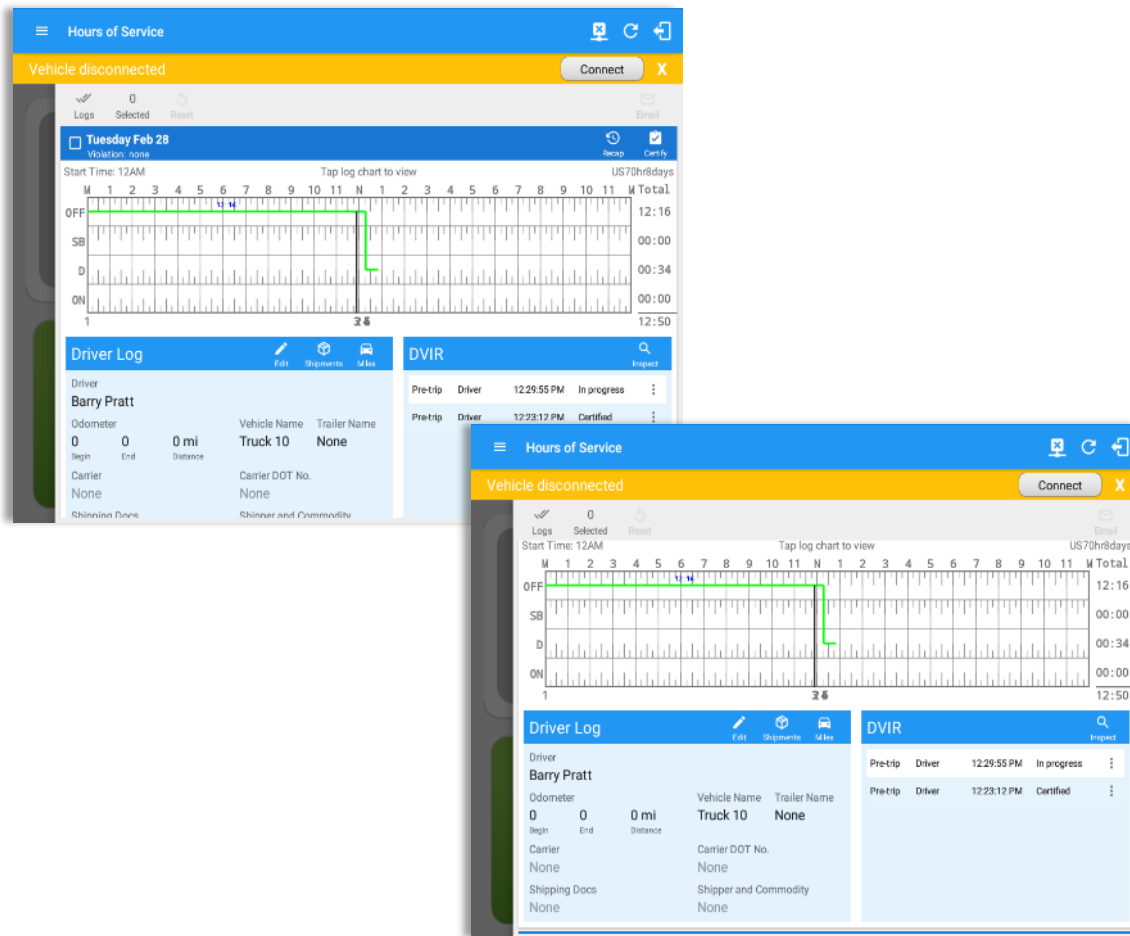 Hours of Service
Vehicle disconnected Connect X
0
Logs Selected Reset Email
Tuesday Feb 28
Violation: none Recap Certify
Start Time: 12AM Tap log chart to view US70hr8days
M 1 2 3 4 5 6 7 8 9 10 11 N 1 2 3 4 5 6 7 8 9 10 11 M Total
12:16
OFF 12:16
SB 00:00
D 00:34
ON 00:00
1 12:50
Driver Log Edit Shipments Miles
Driver
Barry Pratt
Odometer Vehicle Name Trailer Name
0 0 0 mi Truck 10 None
Begin End Distance
Carrier Carrier DOT No.
None None
Shipping Docs Shipper and Commodity
DVIR Inspect
Pre-trip Driver 12:29:55 PM In progress
Pre-trip Driver 12:23:12 PM Certified
Hours of Service
Vehicle disconnected Connect X
0
Logs Selected Reset Email
Start Time: 12AM Tap log chart to view US70hr8days
M 1 2 3 4 5 6 7 8 9 10 11 N 1 2 3 4 5 6 7 8 9 10 11 M Total
12:16
OFF 12:16
SB 00:00
D 00:34
ON 00:00
1 12:50
Driver Log Edit Shipments Miles
Driver
Barry Pratt
Odometer Vehicle Name Trailer Name
0 0 0 mi Truck 10 None
Begin End Distance
Carrier Carrier DOT No.
None None
Shipping Docs Shipper and Commodity
None None
DVIR Inspect
Pre-trip Driver 12:29:55 PM In progress
Pre-trip Driver 12:23:12 PM Certified